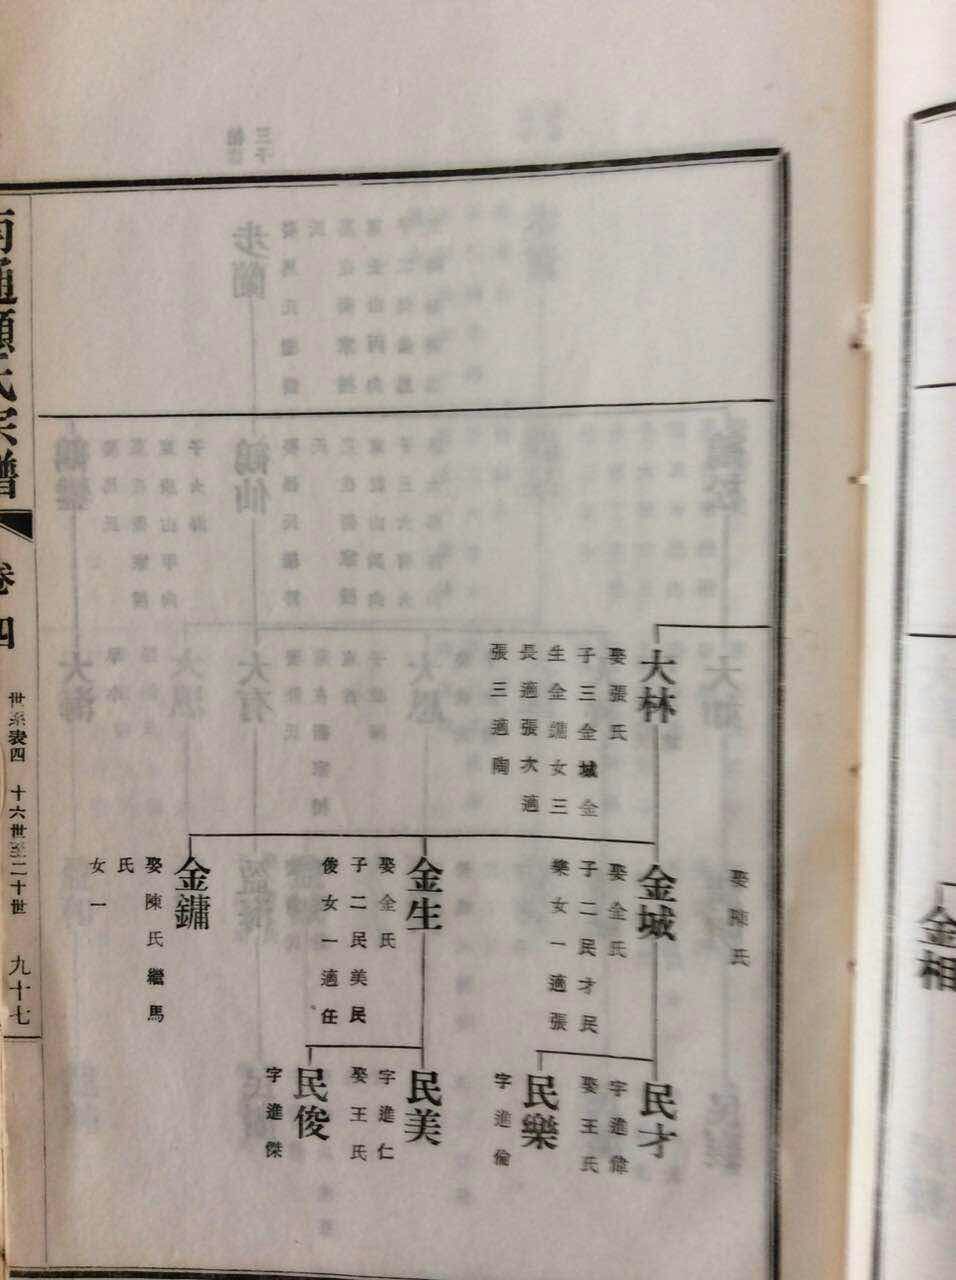 大林
娶張氏
子三金城金
生金鏞女三
長適張次適
張三適陶
娶陳氏
金城
娶金氏
子二民才民
樂女一適張
金生
娶金氏
子二民美民
俊女一適任
金鏞
娶陳氏繼馬
氏
女一
民才
字進偉
娶王氏
民樂
字進倫
民美
字進仁
娶王氏
民俊
字進傑
南通顧氏宗譜
卷四
世系表四 十六世至二十世
九十七
金相